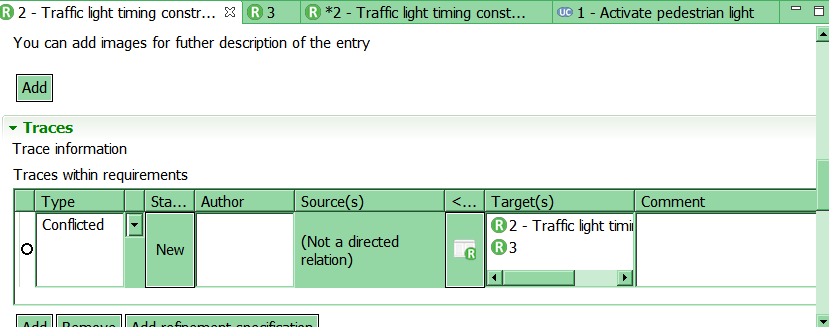 R 2 - Traffic light timing constr... R 3 R *2 - Traffic light timing const... UC 1 - Activate pedestrian light
You can add images for futher description of the entry
Add
Traces
Trace information
Traces within requirements
Type Sta... Author Source(s) <... Target(s) Comment
Conflicted New (Not a directed
relation) R
R 2 - Traffic light timi
R 3
Add Remove Add refinement specification